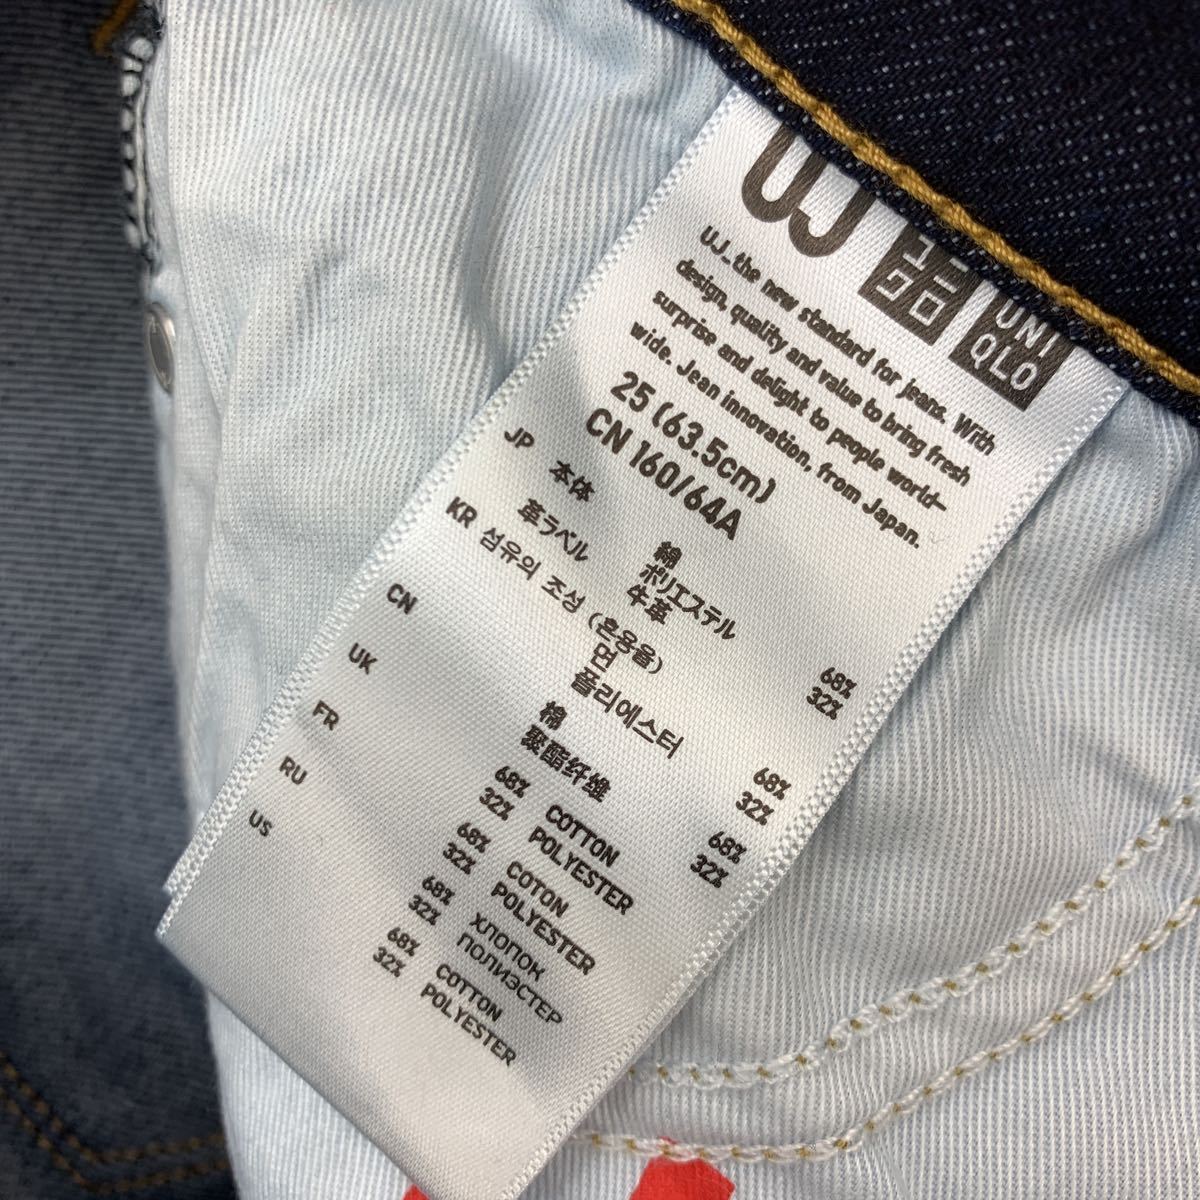 UJ ユニクロ UNIQLO
UJ_the new standard for jeans. With
design, quality and value to bring fresh
surprise and delight to people world-
wide. Jean innovation, from Japan.
25 (63.5cm)
CN 160/64A
JP 本体 綿 68%
ポリエステル 32%
革ラベル 牛革
KR 섬유의 조성 (혼용율)
면 68%
폴리에스터 32%
CN 棉 68%
聚酯纤维 32%
UK 68% COTTON
32% POLYESTER
FR 68% COTON
32% POLYESTER
RU 68% ХЛОПОК
32% ПОЛИЭСТЕР
US 68% COTTON
32% POLYESTER